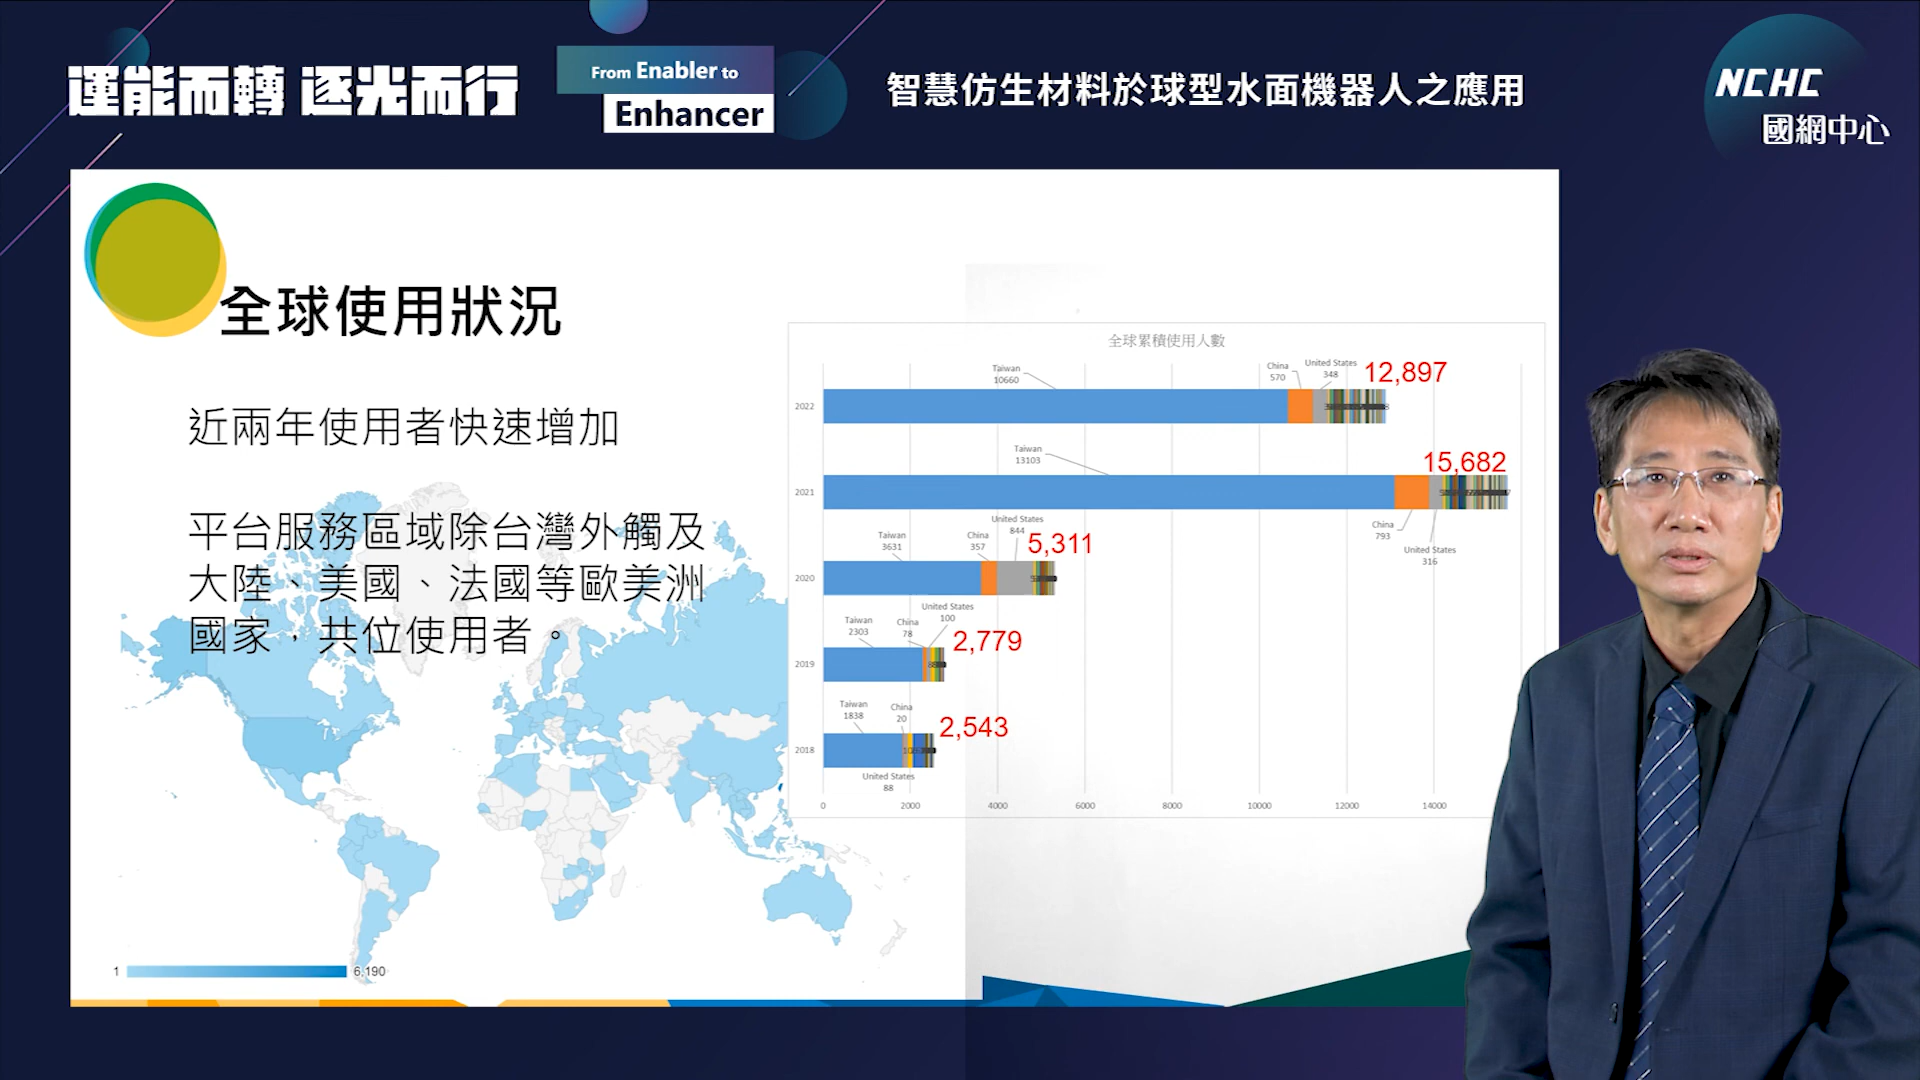 運能而轉 逐光而行
From Enabler to
Enhancer
智慧仿生材料於球型水面機器人之應用
NCHC
國網中心
全球使用狀況
近兩年使用者快速增加
平台服務區域除台灣外觸及
大陸、美國、法國等歐美洲
國家，共位使用者。
1
6,190
全球累積使用人數
Taiwan
10660
China
570
United States
348
12,897
2022
Taiwan
13103
15,682
2021
China
793
United States
316
Taiwan
3631
China
357
United States
844
5,311
2020
Taiwan
2303
China
78
United States
100
2,779
2019
Taiwan
1838
China
20
2,543
2018
United States
88
0 2000 4000 6000 8000 10000 12000 14000